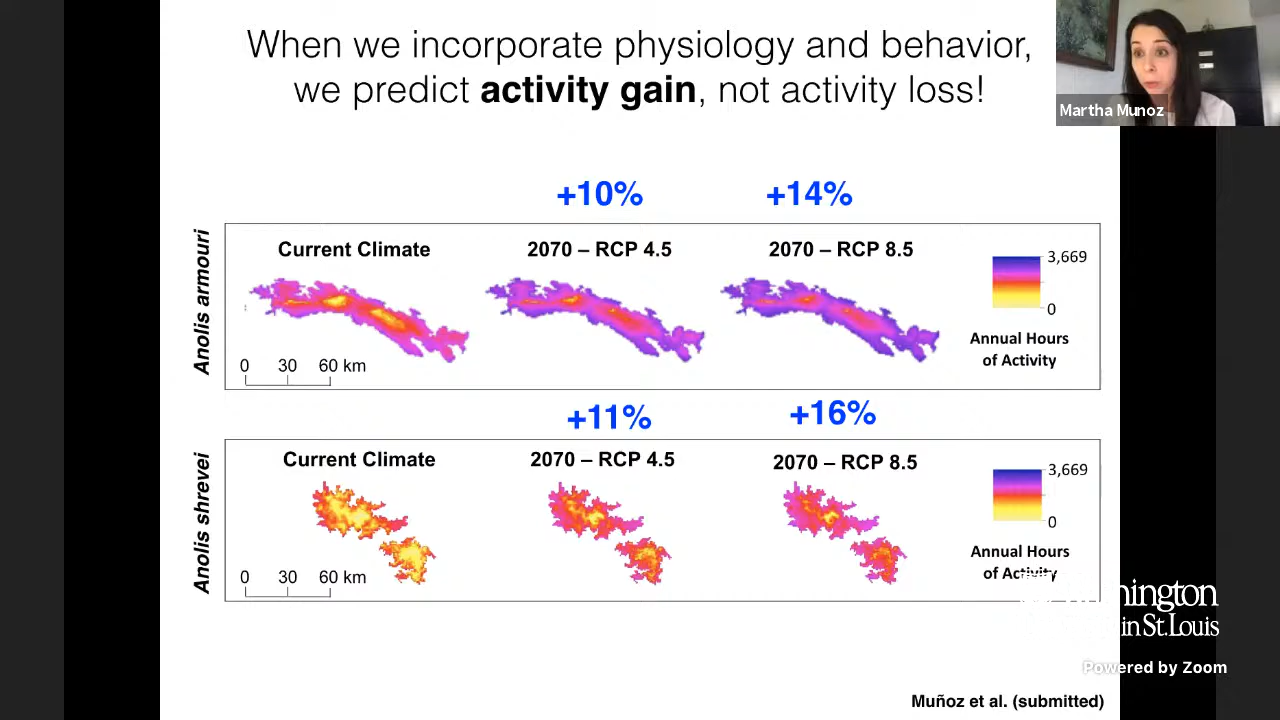 When we incorporate physiology and behavior,
we predict activity gain, not activity loss!
Martha Munoz
+10%
+14%
Anolis armouri
Current Climate
2070 – RCP 4.5
2070 – RCP 8.5
3,669
0
Annual Hours
of Activity
0 30 60 km
+11%
+16%
Anolis shrevei
Current Climate
2070 – RCP 4.5
2070 – RCP 8.5
3,669
0
Annual Hours
of Activity
0 30 60 km
in St. Louis
Powered by Zoom
Muñoz et al. (submitted)